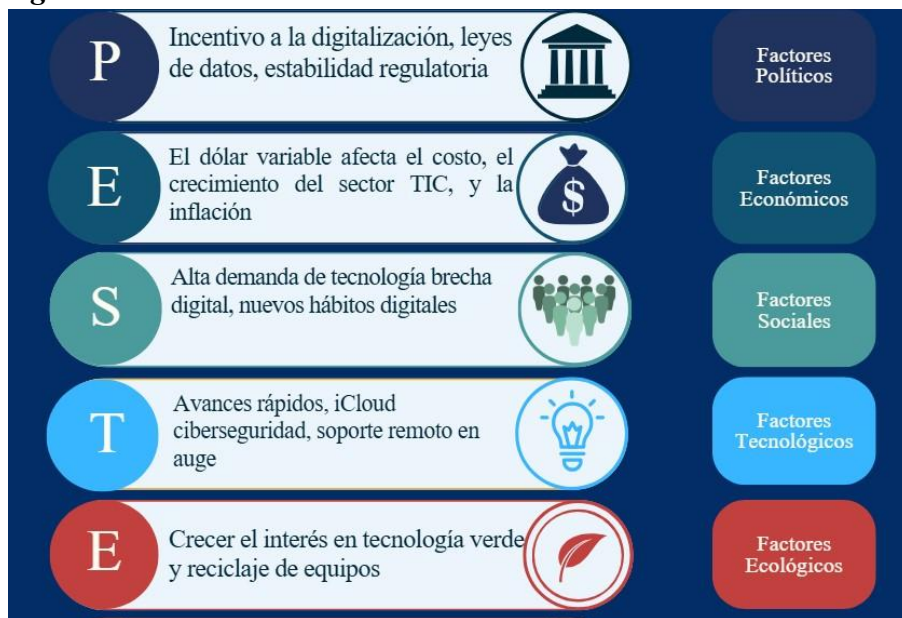 P
Incentivo a la digitalización, leyes
de datos, estabilidad regulatoria
Factores
Políticos
E
El dólar variable afecta el costo, el
crecimiento del sector TIC, y la
inflación
$
Factores
Económicos
S
Alta demanda de tecnología brecha
digital, nuevos hábitos digitales
Factores
Sociales
T
Avances rápidos, iCloud
ciberseguridad, soporte remoto en
auge
Factores
Tecnológicos
E
Crecer el interés en tecnología verde
y reciclaje de equipos
Factores
Ecológicos